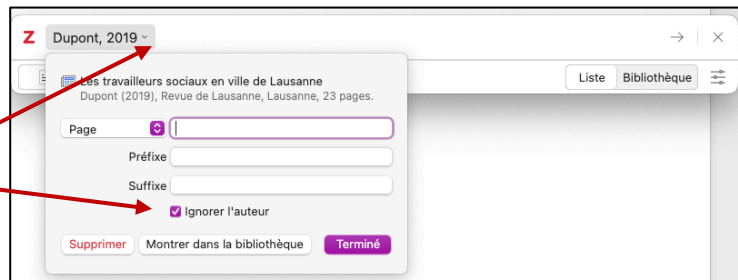 Z Dupont, 2019
Liste Bibliothèque
Les travailleurs sociaux en ville de Lausanne
Dupont (2019), Revue de Lausanne, Lausanne, 23 pages.
Page
Préfixe
Suffixe
Ignorer l'auteur
Supprimer Montrer dans la bibliothèque Terminé